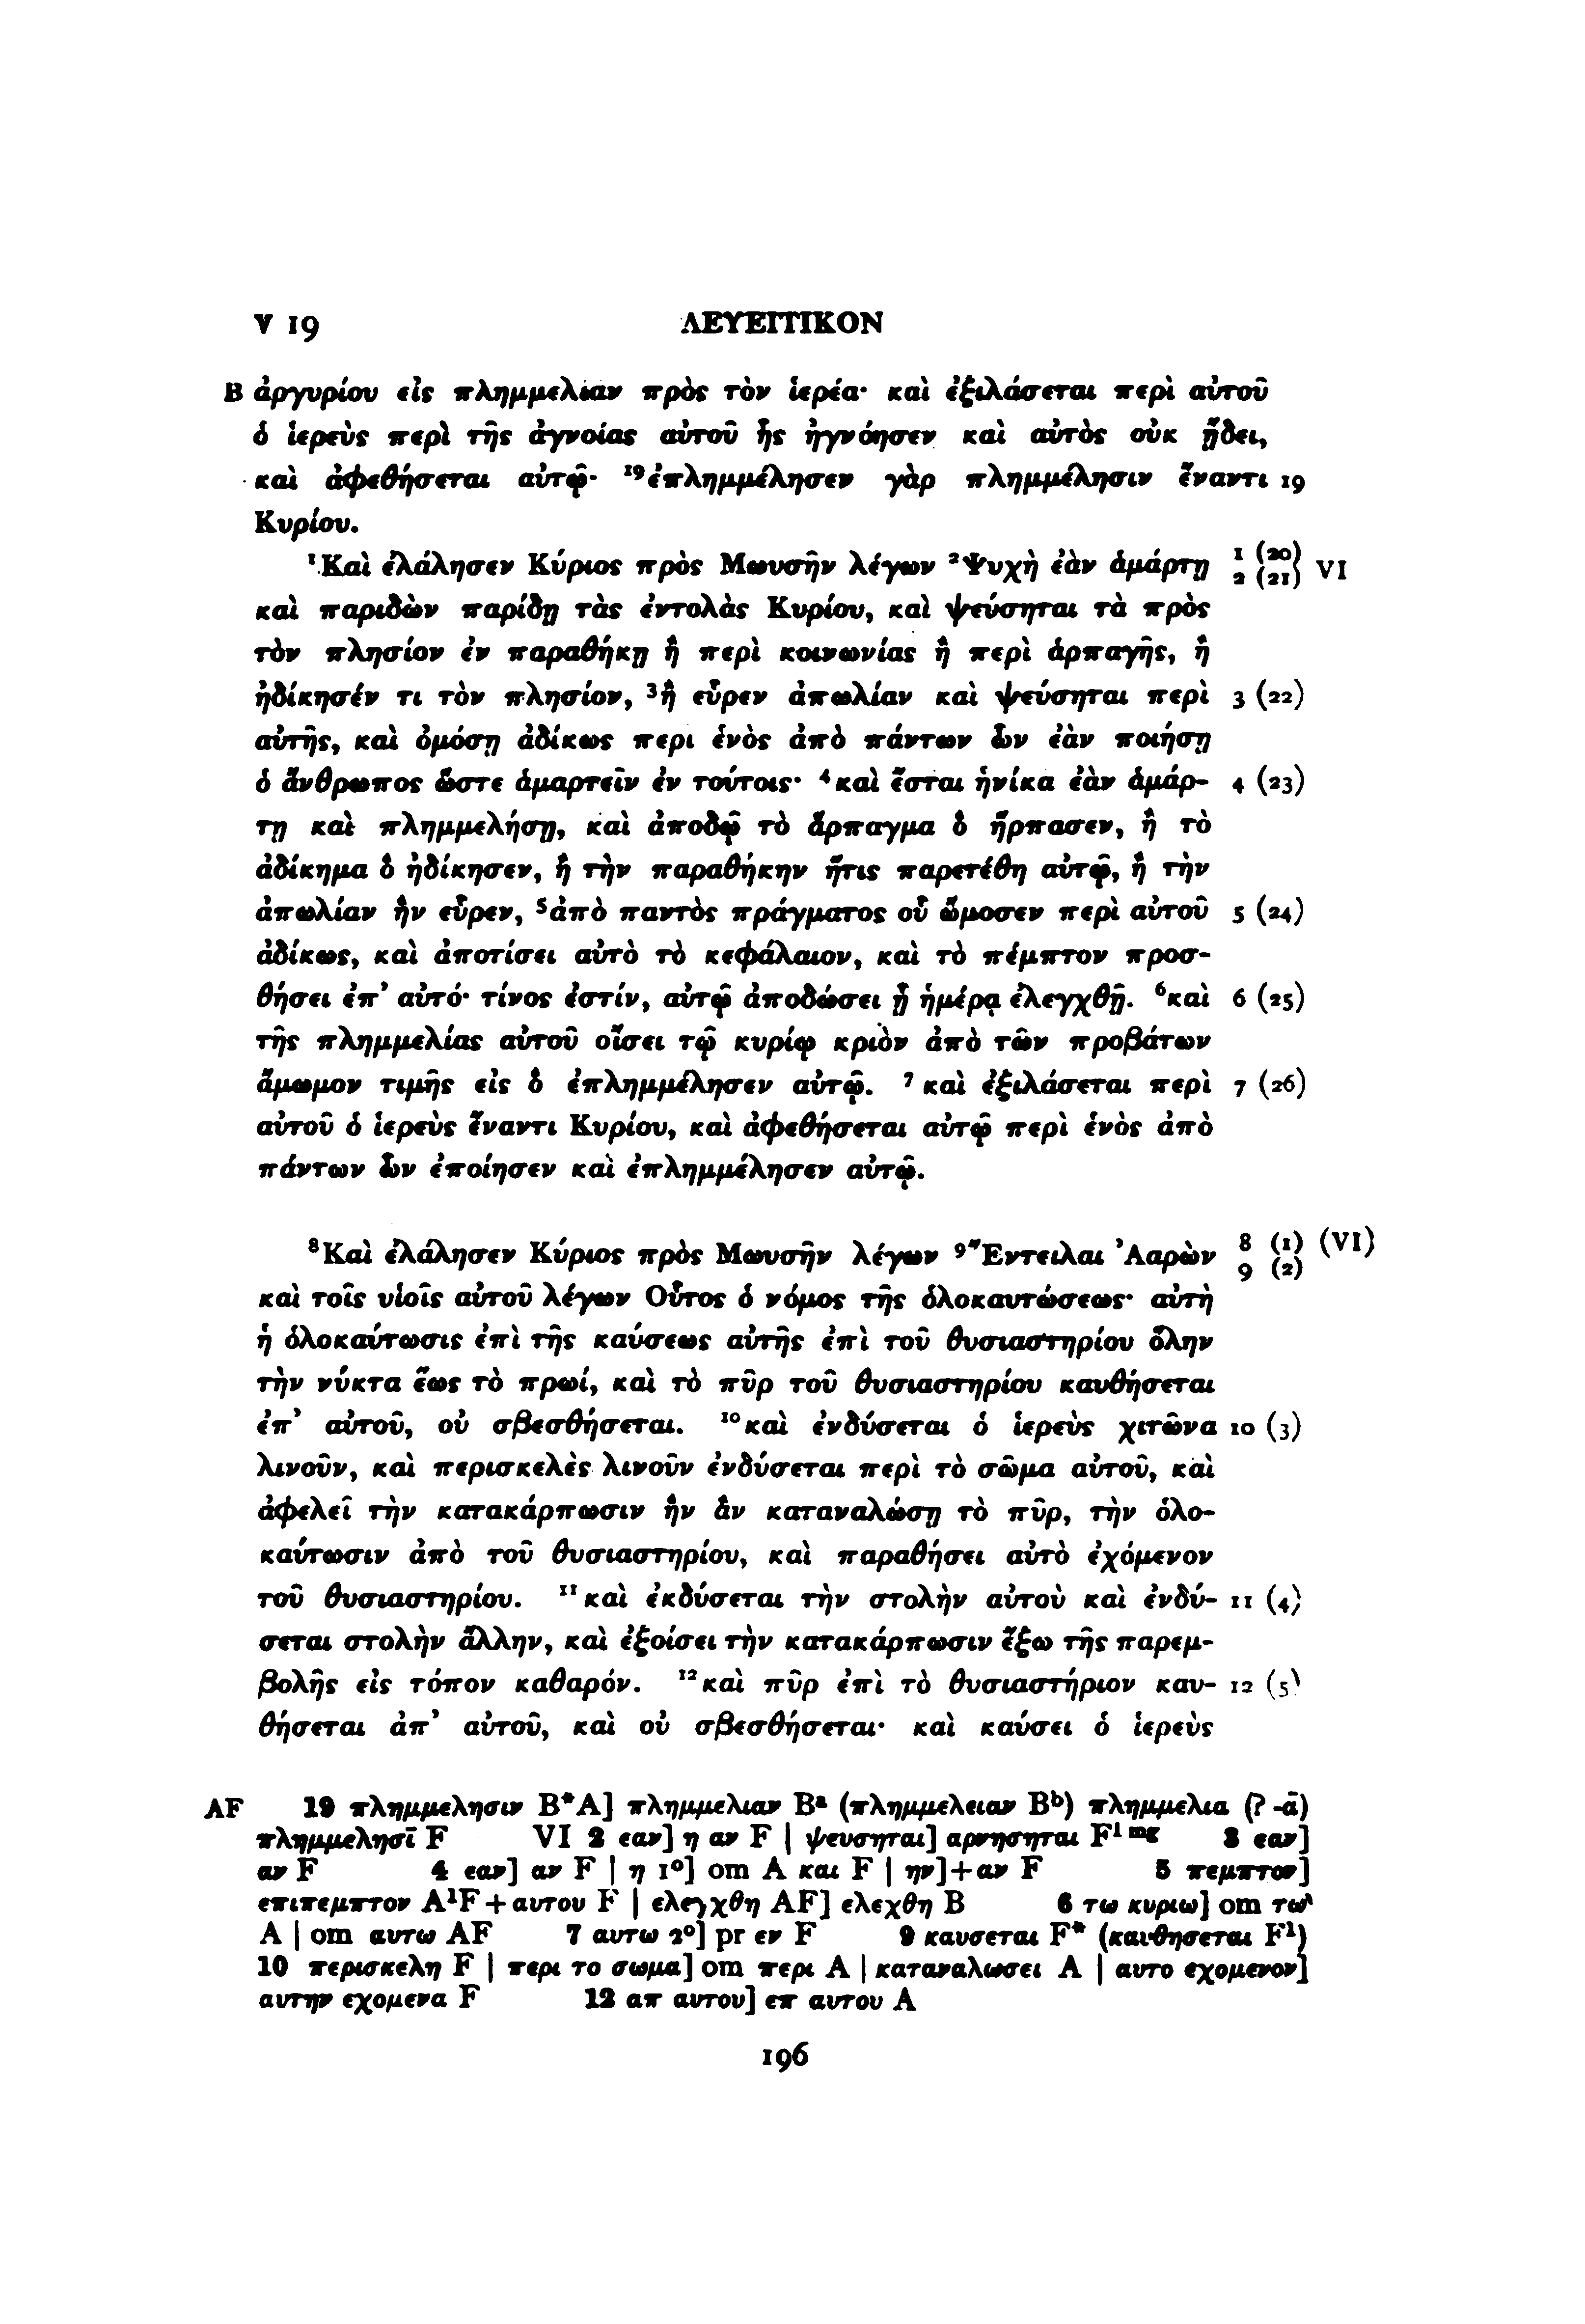 V 19 ΛΕΥΕΙΤΙΚΟΝ
B ἀργυρίου εἰς πλημμελίαν πρὸς τὸν ἱερέα· καὶ ἐξιλάσεται περὶ αὐτοῦ
ὁ ἱερεὺς περὶ τῆς ἀγνοίας αὐτοῦ ἧς ἠγνόησεν καὶ αὐτὸς οὐκ ᾔδει,
καὶ ἀφεθήσεται αὐτῷ· ¹⁹ἐπλημμέλησεν γὰρ πλημμέλησιν ἔναντι 19
Κυρίου.
¹Καὶ ἐλάλησεν Κύριος πρὸς Μωυσῆν λέγων ²Ψυχὴ ἐὰν ἁμάρτῃ 1 (20) 2 (21) VI
καὶ παριδὼν παρίδῃ τὰς ἐντολὰς Κυρίου, καὶ ψεύσηται τὰ πρὸς
τὸν πλησίον ἐν παραθήκῃ ἢ περὶ κοινωνίας ἢ περὶ ἁρπαγῆς, ἢ
ἠδίκησέν τι τὸν πλησίον, ³ἢ εὗρεν ἀπωλίαν καὶ ψεύσηται περὶ 3 (22)
αὐτῆς, καὶ ὀμόσῃ ἀδίκως περι ἑνὸς ἀπὸ πάντων ὧν ἐὰν ποιήσῃ
ὁ ἄνθρωπος ὥστε ἁμαρτεῖν ἐν τούτοις· ⁴καὶ ἔσται ἡνίκα ἐὰν ἁμάρ- 4 (23)
τῃ καὶ πλημμελήσῃ, καὶ ἀποδῷ τὸ ἅρπαγμα ὃ ἥρπασεν, ἢ τὸ
ἀδίκημα ὃ ἠδίκησεν, ἢ τὴν παραθήκην ἥτις παρετέθη αὐτῷ, ἢ τὴν
ἀπωλίαν ἣν εὗρεν, ⁵ἀπὸ παντὸς πράγματος οὗ ὤμοσεν περὶ αὐτοῦ 5 (24)
ἀδίκως, καὶ ἀποτίσει αὐτὸ τὸ κεφάλαιον, καὶ τὸ πέμπτον προσ-
θήσει ἐπ’ αὐτό· τίνος ἐστίν, αὐτῷ ἀποδώσει ᾗ ἡμέρᾳ ἐλεγχθῇ. ⁶καὶ 6 (25)
τῆς πλημμελίας αὐτοῦ οἴσει τῷ κυρίῳ κριὸν ἀπὸ τῶν προβάτων
ἄμωμον τιμῆς εἰς ὃ ἐπλημμέλησεν αὐτῷ. ⁷καὶ ἐξιλάσεται περὶ 7 (26)
αὐτοῦ ὁ ἱερεὺς ἔναντι Κυρίου, καὶ ἀφεθήσεται αὐτῷ περὶ ἑνὸς ἀπὸ
πάντων ὧν ἐποίησεν καὶ ἐπλημμέλησεν αὐτῷ.
⁸Καὶ ἐλάλησεν Κύριος πρὸς Μωυσῆν λέγων ⁹Ἔντειλαι Ἀαρὼν 8 (1) 9 (2) (VI)
καὶ τοῖς υἱοῖς αὐτοῦ λέγων Οὗτος ὁ νόμος τῆς ὁλοκαυτώσεως· αὐτὴ
ἡ ὁλοκαύτωσις ἐπὶ τῆς καύσεως αὐτῆς ἐπὶ τοῦ θυσιαστηρίου ὅλην
τὴν νύκτα ἕως τὸ πρωί, καὶ τὸ πῦρ τοῦ θυσιαστηρίου καυθήσεται
ἐπ’ αὐτοῦ, οὐ σβεσθήσεται. ¹⁰καὶ ἐνδύσεται ὁ ἱερεὺς χιτῶνα 10 (3)
λινοῦν, καὶ περισκελὲς λινοῦν ἐνδύσεται περὶ τὸ σῶμα αὐτοῦ, καὶ
ἀφελεῖ τὴν κατακάρπωσιν ἣν ἂν καταναλώσῃ τὸ πῦρ, τὴν ὁλο-
καύτωσιν ἀπὸ τοῦ θυσιαστηρίου, καὶ παραθήσει αὐτὸ ἐχόμενον
τοῦ θυσιαστηρίου. ¹¹καὶ ἐκδύσεται τὴν στολὴν αὐτοῦ καὶ ἐνδύ- 11 (4)
σεται στολὴν ἄλλην, καὶ ἐξοίσει τὴν κατακάρπωσιν ἔξω τῆς παρεμ-
βολῆς εἰς τόπον καθαρόν. ¹²καὶ πῦρ ἐπὶ τὸ θυσιαστήριον καυ- 12 (5)
θήσεται ἀπ’ αὐτοῦ, καὶ οὐ σβεσθήσεται· καὶ καύσει ὁ ἱερεὺς
AF 19 πλημμελησιν B*A] πλημμελιαν Bᵃ (πλημμελειαν Bᵇ) πλημμελια (? -ᾱ)
πλημμελησῑ F VI 2 εαν] η αν F | ψευσηται] αρνησηται F¹ ᵐᵍ 3 εαν]
αν F 4 εαν] αν F | η 1°] om A και F | ην]+αν F 5 πεμπτον]
επιπεμπτον A¹F + αυτου F | ελεγχθη AF] ελεχθη B 6 τω κυριω] om τω
A | om αυτω AF 7 αυτω 2°] pr εν F 9 καυσεται F* (καυθησεται F¹)
10 περισκελη F | περι το σωμα] om περι A | καταναλωσει A | αυτο εχομενον]
αυτην εχομενα F 12 απ αυτου] επ αυτου A
196